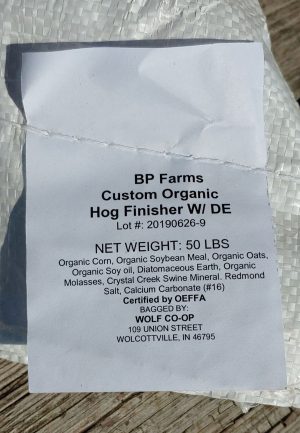 BP Farms
Custom Organic
Hog Finisher W/ DE
Lot #: 20190626-9
NET WEIGHT: 50 LBS
Organic Corn, Organic Soybean Meal, Organic Oats,
Organic Soy oil, Diatomaceous Earth, Organic
Molasses, Crystal Creek Swine Mineral. Redmond
Salt, Calcium Carbonate (#16)
Certified by OEFFA
BAGGED BY:
WOLF CO-OP
109 UNION STREET
WOLCOTTVILLE, IN 46795